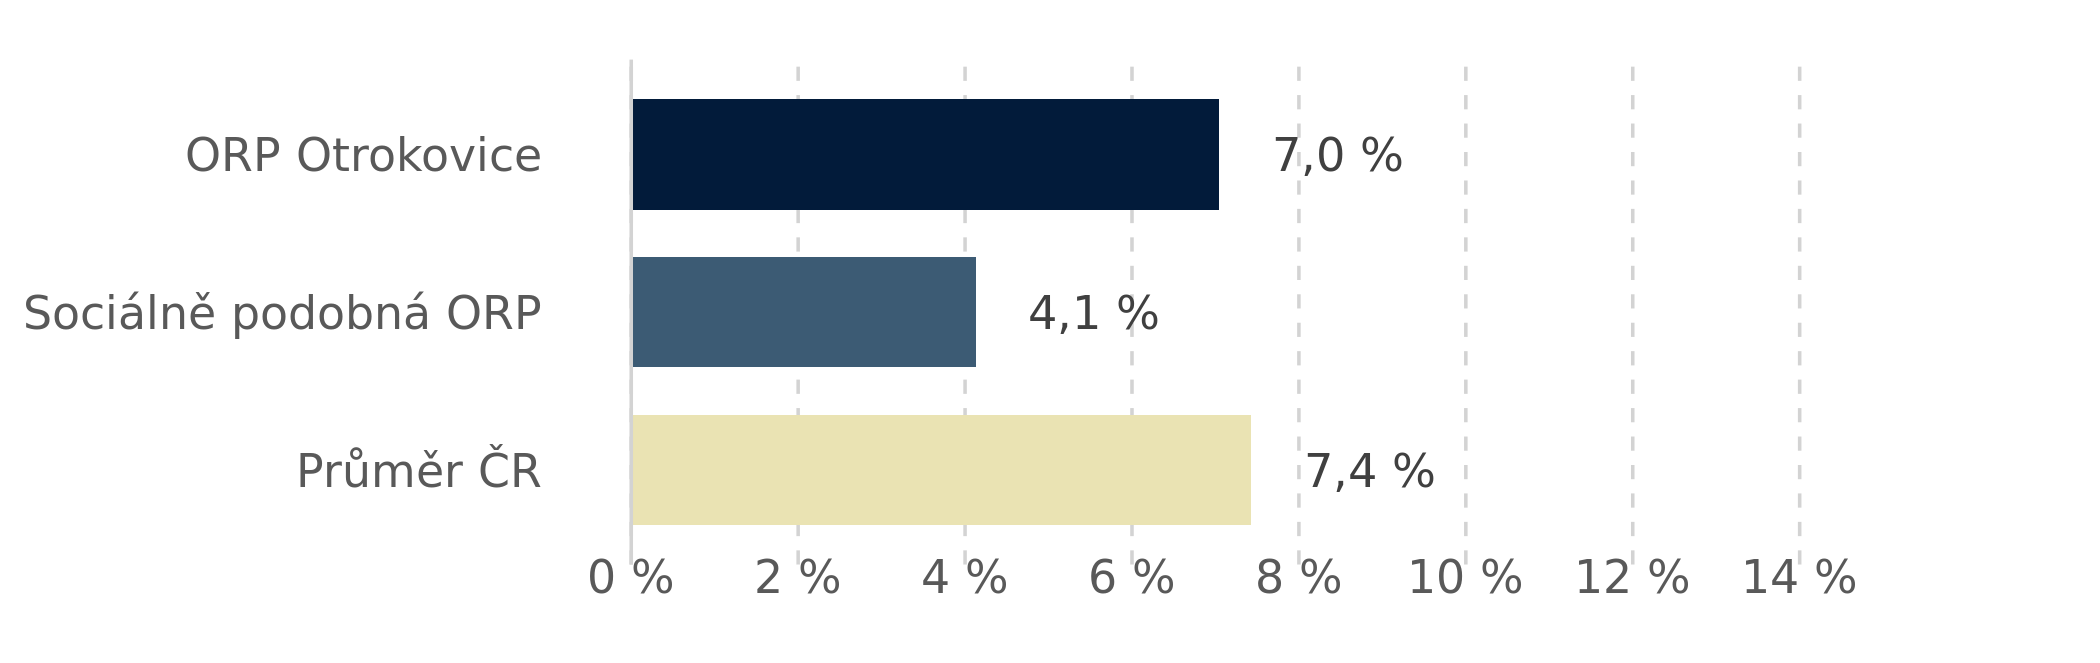 ORP Otrokovice 7,0 %
Sociálně podobná ORP 4,1 %
Průměr ČR 7,4 %
0 % 2 % 4 % 6 % 8 % 10 % 12 % 14 %